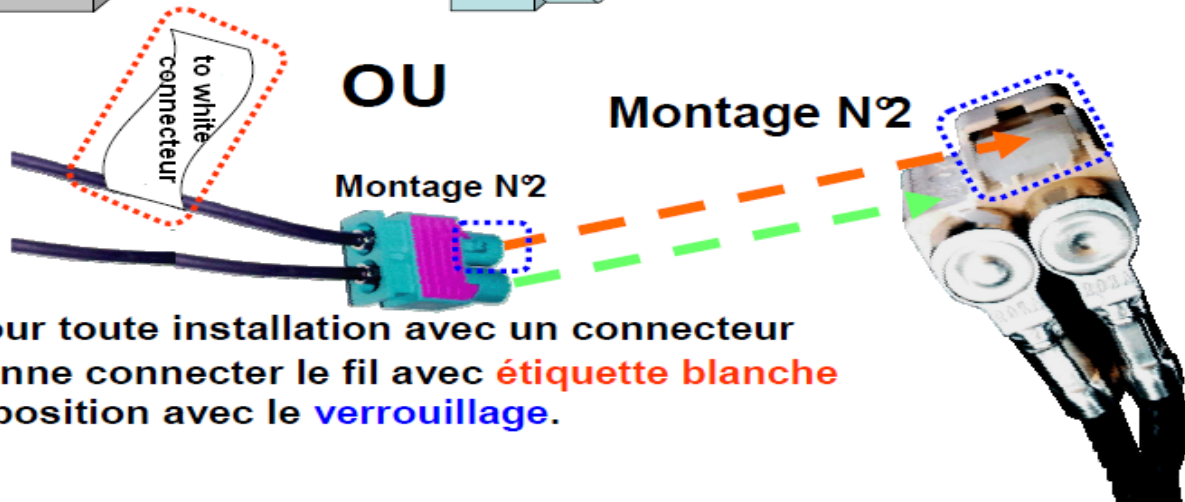 to white
connecteur
OU
Montage N°2
Montage N°2
our toute installation avec un connecteur
nne connecter le fil avec étiquette blanche
position avec le verrouillage.